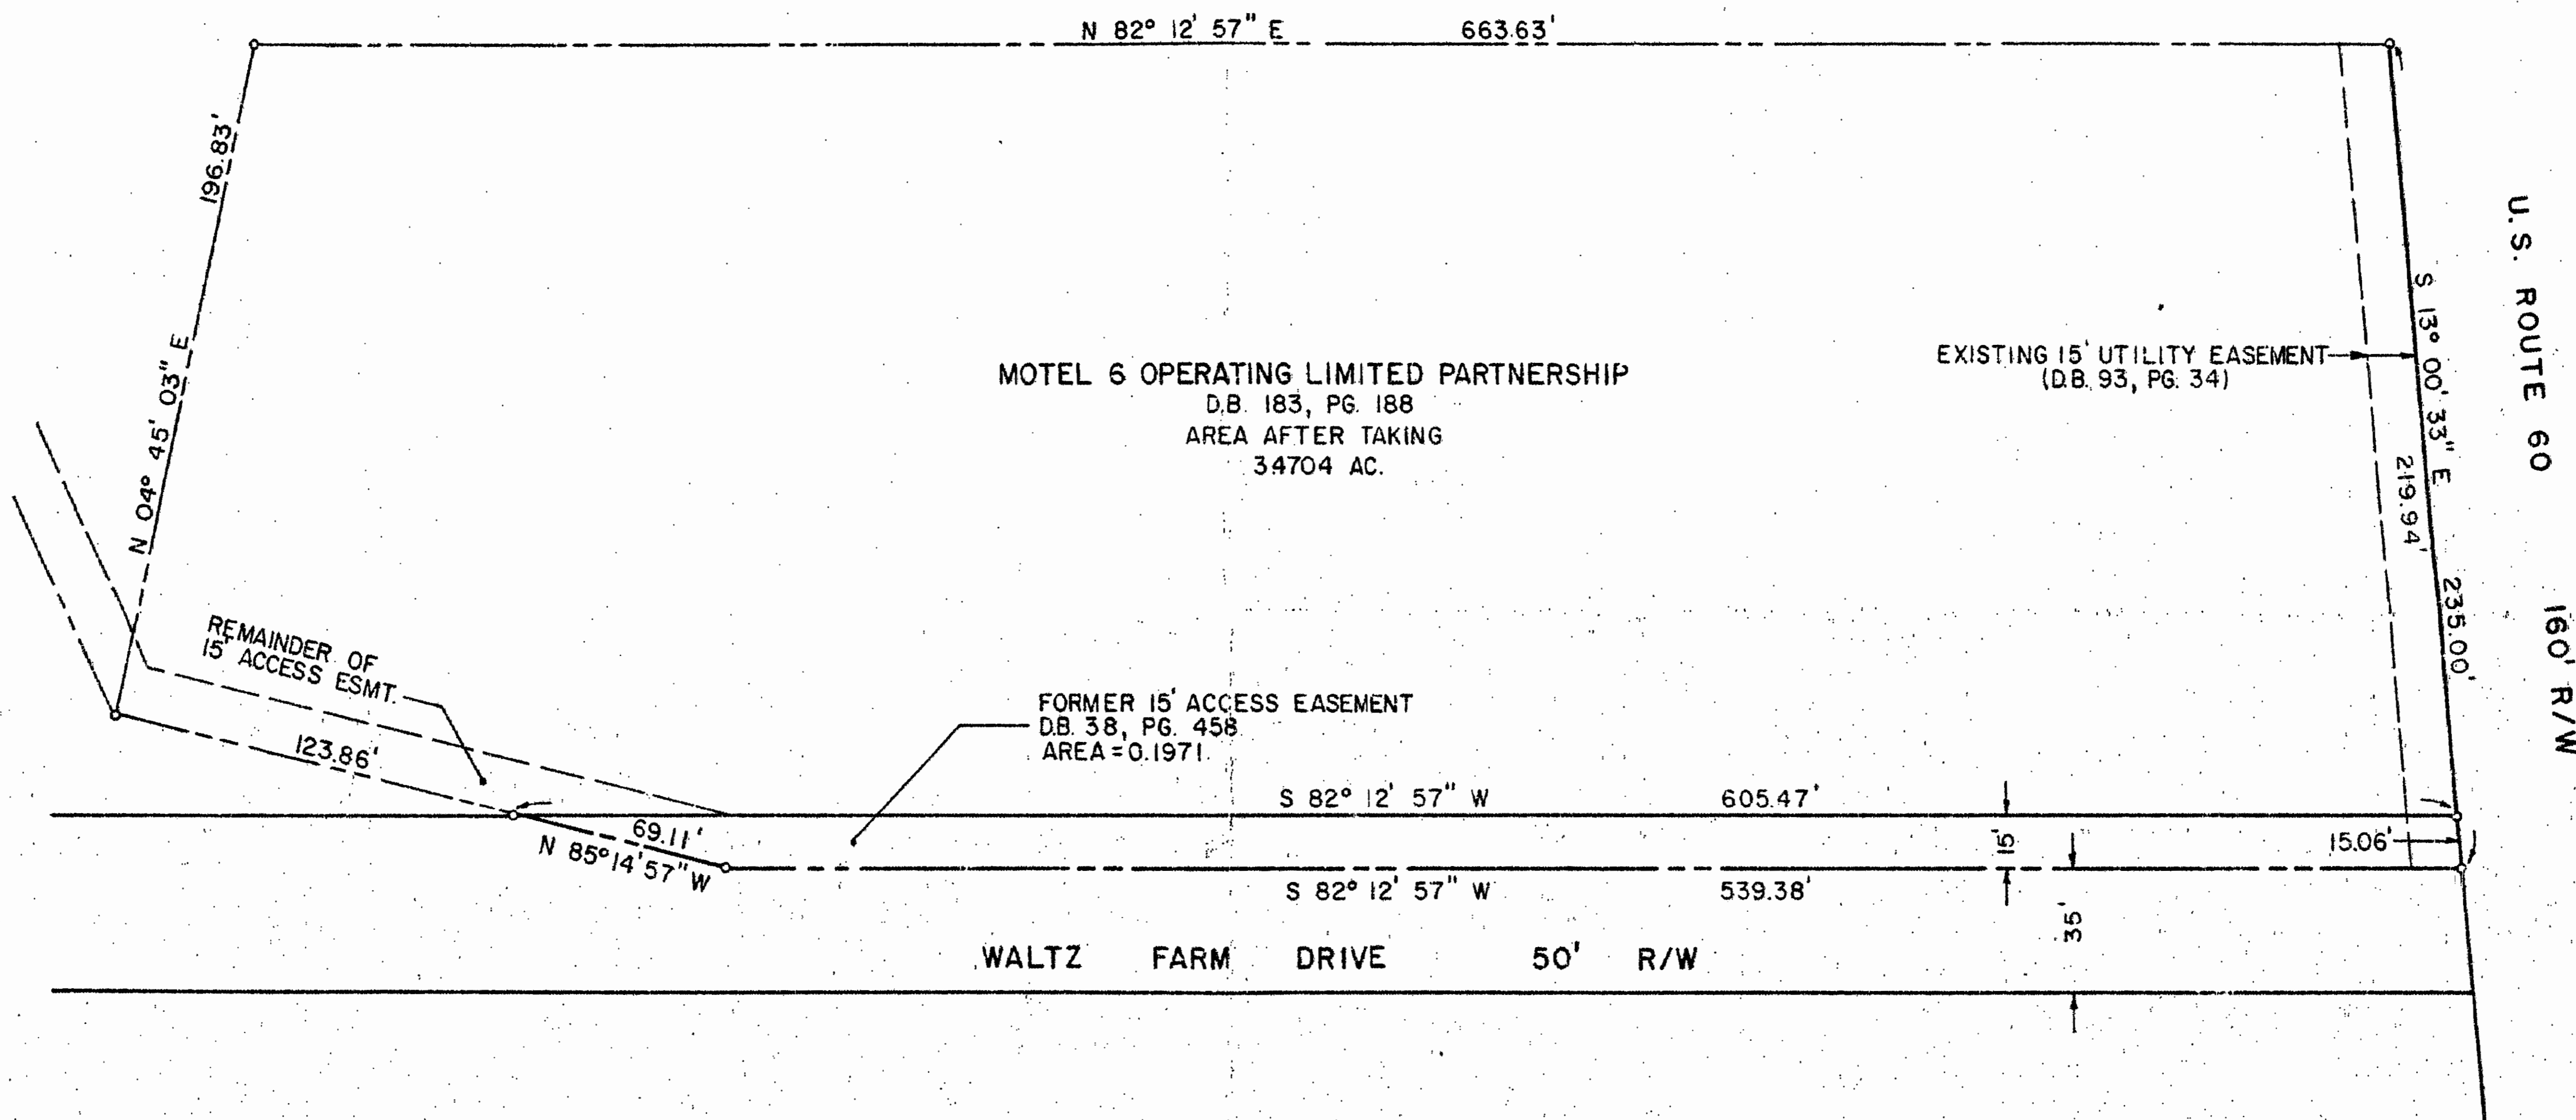 N 82° 12' 57" E 663.63'
196.83'
N 04° 45' 03" E
U.S. ROUTE 60 160' R/W
S 13° 00' 33" E 235.00'
219.94'
EXISTING 15' UTILITY EASEMENT
(D.B. 93, PG. 34)
MOTEL 6 OPERATING LIMITED PARTNERSHIP
D.B. 183, PG. 188
AREA AFTER TAKING
3.4704 AC.
REMAINDER OF
15' ACCESS ESMT.
FORMER 15' ACCESS EASEMENT
D.B. 38, PG. 458
AREA = 0.1971
123.86'
S 82° 12' 57" W 605.47'
69.11'
N 85° 14' 57" W
15'
15.06'
S 82° 12' 57" W 539.38'
35'
WALTZ FARM DRIVE 50' R/W